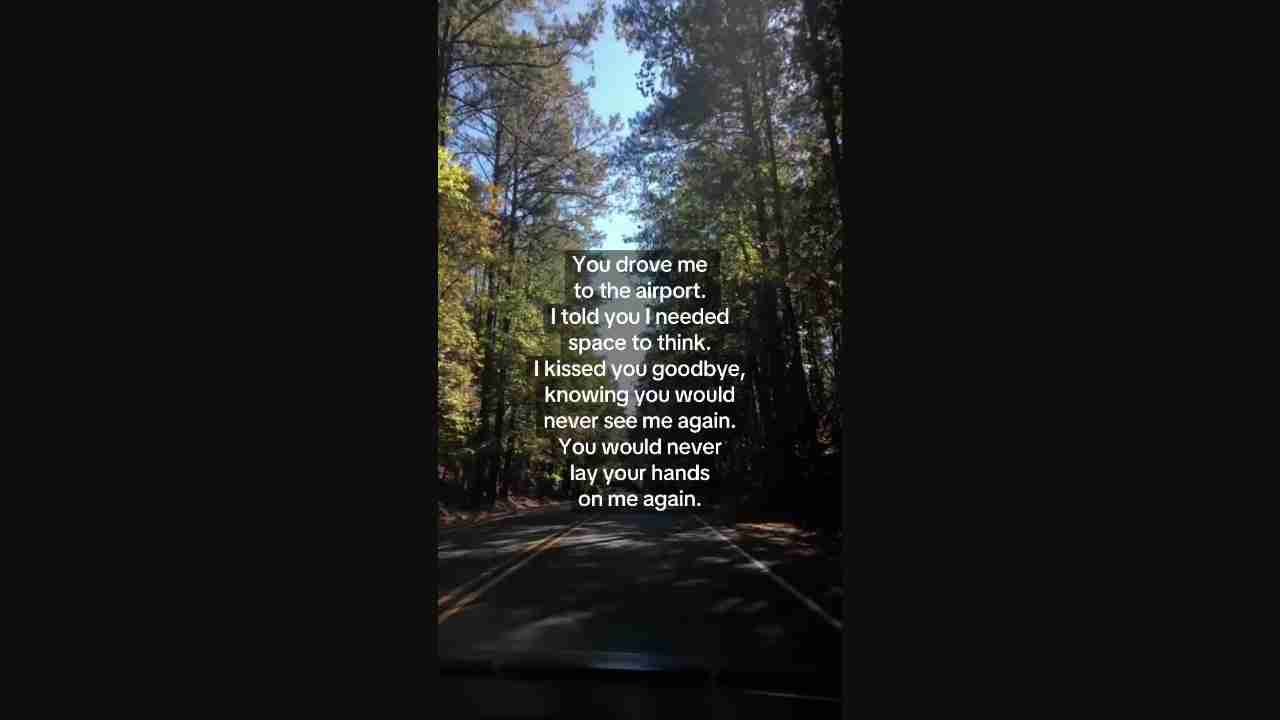 You drove me
to the airport.
I told you I needed
space to think.
I kissed you goodbye,
knowing you would
never see me again.
You would never
lay your hands
on me again.